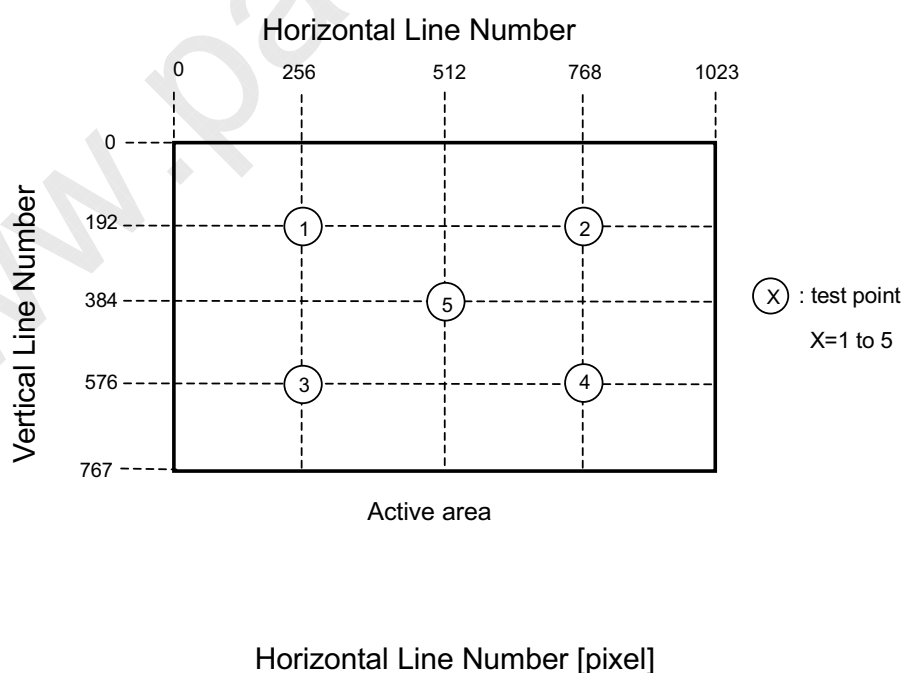 Horizontal Line Number
0 256 512 768 1023
0
Vertical Line Number
192
1 2
384
5
X : test point
X=1 to 5
576
3 4
767
Active area
Horizontal Line Number [pixel]